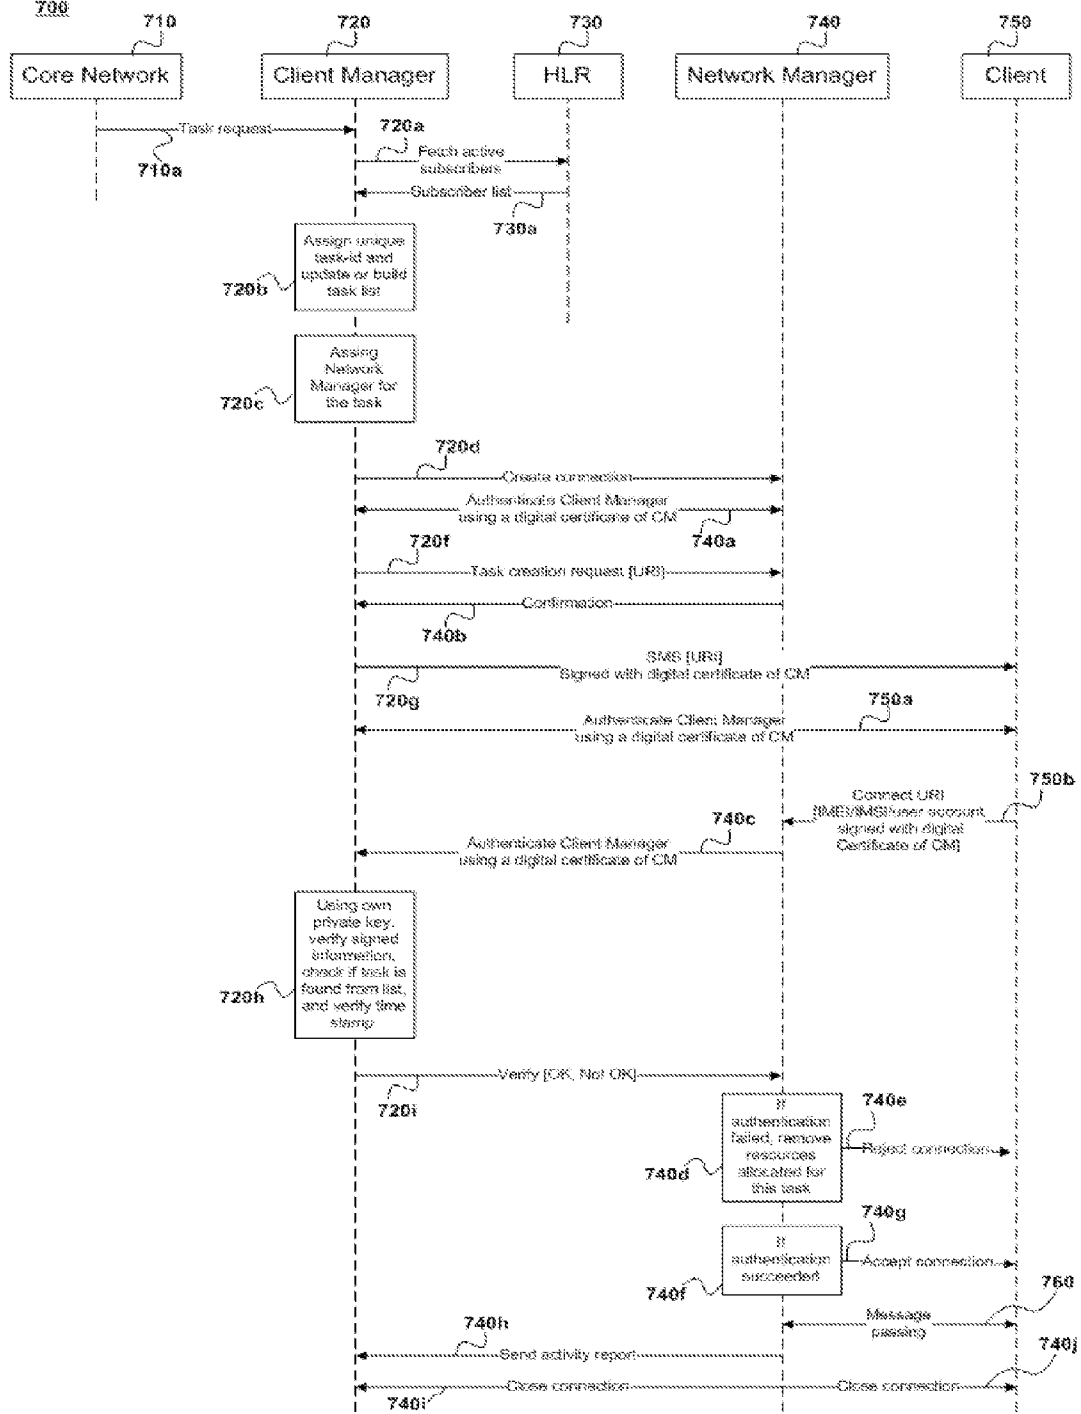 700
710
720
730
740
750
Core Network
Client Manager
HLR
Network Manager
Client
Task request
710a
720a
Fetch active
subscribers
Subscriber list
730a
Assign unique
task-id and
update or build
task list
720b
Assing
Network
Manager for
the task
720c
720d
Create connection
Authenticate Client Manager
using a digital certificate of CM
740a
720f
Task creation request [URI]
Confirmation
740b
SMS [URI]
Signed with digital certificate of CM
720g
750a
Authenticate Client Manager
using a digital certificate of CM
750b
Connect URI
[IMEI/IMSI/user account
signed with digital
Certificate of CM]
740c
Authenticate Client Manager
using a digital certificate of CM
Using own
private key,
verify signed
information,
check if task is
found from list,
and verify time
stamp
720h
Verify [OK, Not OK]
720i
If
authentication
failed, remove
resources
allocated for
this task
740d
740e
Reject connection
740g
If
authentication
succeeded
740f
Accept connection
760
Message
passing
740h
Send activity report
740j
Close connection
Close connection
740i